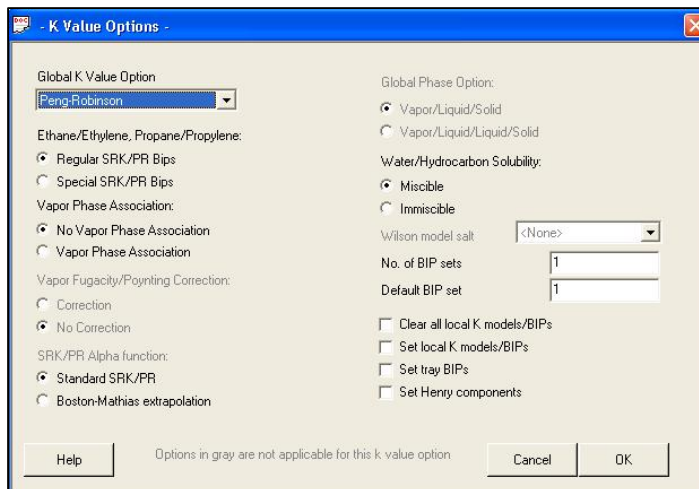 DOC
- K Value Options -
Global K Value Option
Peng-Robinson
Ethane/Ethylene, Propane/Propylene:
Regular SRK/PR Bips
Special SRK/PR Bips
Vapor Phase Association:
No Vapor Phase Association
Vapor Phase Association
Vapor Fugacity/Poynting Correction:
Correction
No Correction
SRK/PR Alpha function:
Standard SRK/PR
Boston-Mathias extrapolation
Global Phase Option:
Vapor/Liquid/Solid
Vapor/Liquid/Liquid/Solid
Water/Hydrocarbon Solubility:
Miscible
Immiscible
Wilson model salt <None>
No. of BIP sets 1
Default BIP set 1
Clear all local K models/BIPs
Set local K models/BIPs
Set tray BIPs
Set Henry components
Help
Options in gray are not applicable for this k value option
Cancel
OK